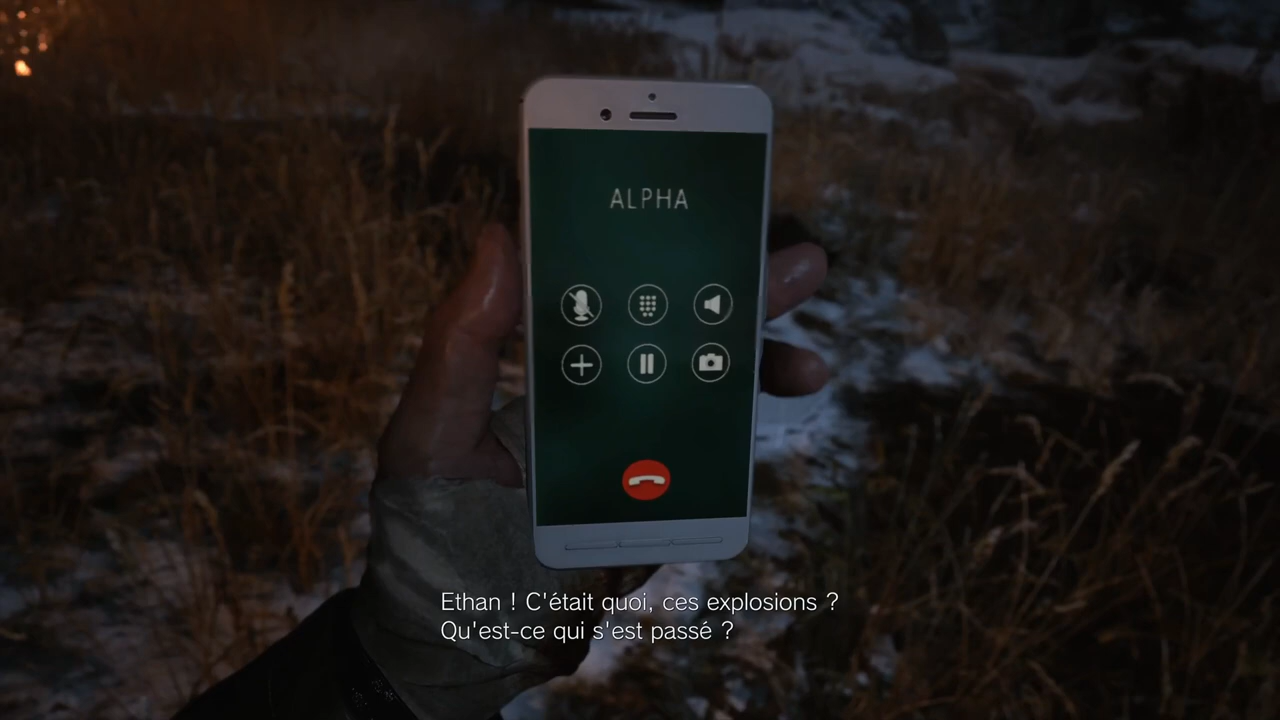 ALPHA
Ethan ! C'était quoi, ces explosions ?
Qu'est-ce qui s'est passé ?